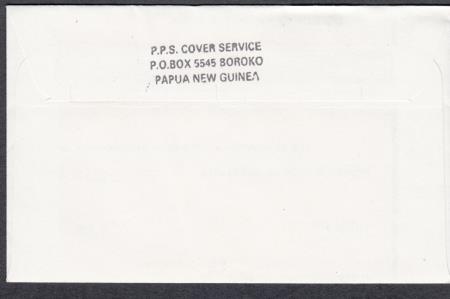 P.P.S. COVER SERVICE
P.O.BOX 5545 BOROKO
PAPUA NEW GUINEA